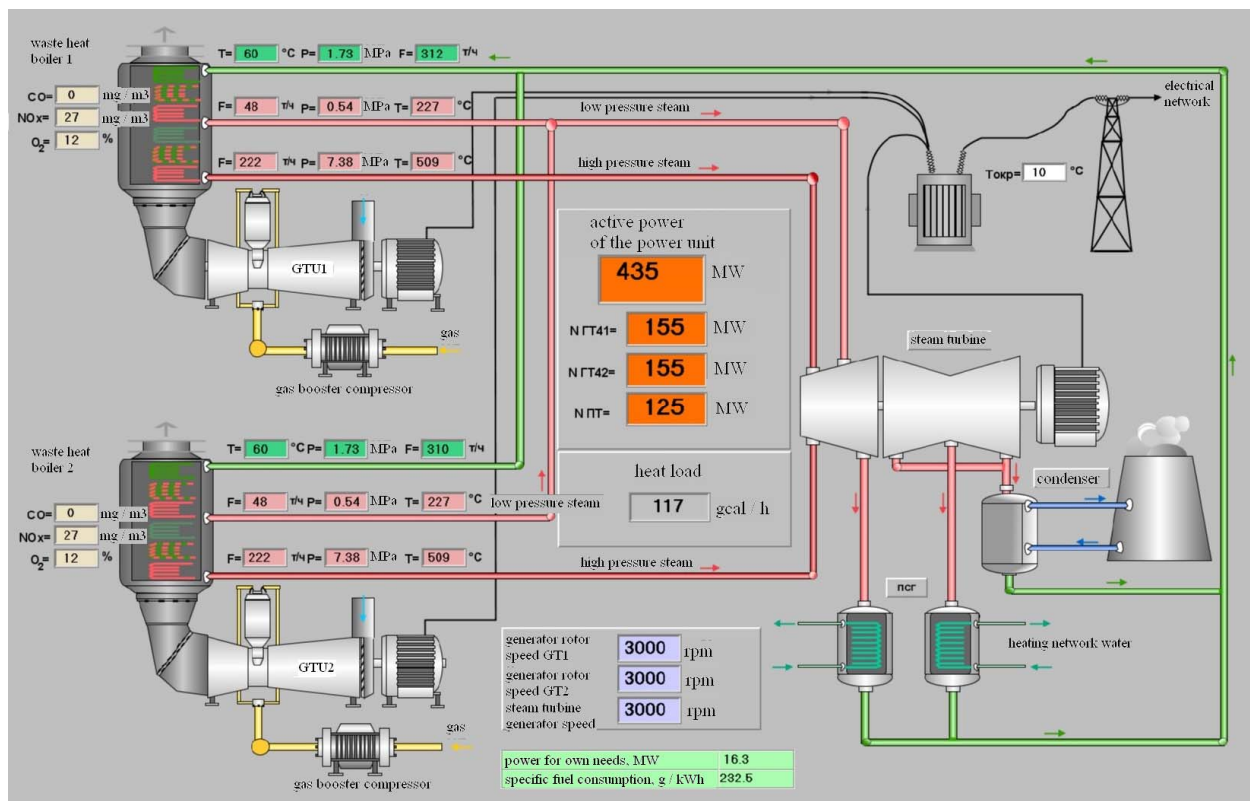 waste heat
boiler 1
T= 60 °C P= 1.73 MPa F= 312 т/ч
CO= 0 mg / m3
NOx= 27 mg / m3
O2= 12 %
F= 48 т/ч P= 0.54 MPa T= 227 °C
low pressure steam
F= 222 т/ч P= 7.38 MPa T= 509 °C
high pressure steam
electrical
network
Токр= 10 °C
GTU1
gas
gas booster compressor
active power
of the power unit
435 MW
N ГТ41= 155 MW
N ГТ42= 155 MW
N ПТ= 125 MW
heat load
117 gcal / h
steam turbine
condenser
псг
heating network water
waste heat
boiler 2
T= 60 °C P= 1.73 MPa F= 310 т/ч
CO= 0 mg / m3
NOx= 27 mg / m3
O2= 12 %
F= 48 т/ч P= 0.54 MPa T= 227 °C
low pressure steam
F= 222 т/ч P= 7.38 MPa T= 509 °C
high pressure steam
GTU2
gas
gas booster compressor
generator rotor
speed GT1 3000 rpm
generator rotor
speed GT2 3000 rpm
steam turbine
generator speed 3000 rpm
power for own needs, MW 16.3
specific fuel consumption, g / kWh 232.5